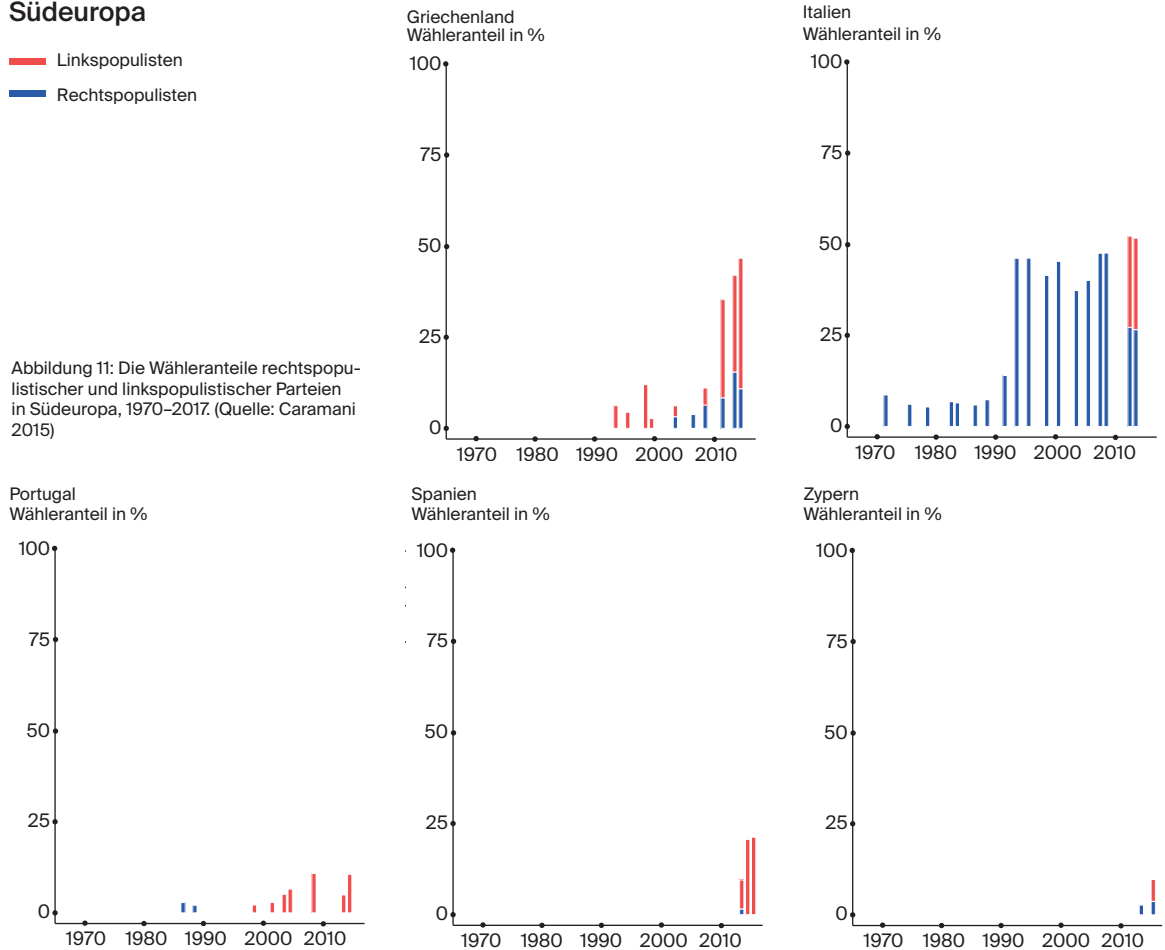 Südeuropa
Linkspopulisten
Rechtspopulisten
Abbildung 11: Die Wähleranteile rechtspopu-
listischer und linkspopulistischer Parteien
in Südeuropa, 1970–2017. (Quelle: Caramani
2015)
Griechenland
Wähleranteil in %
100
75
50
25
0
1970 1980 1990 2000 2010
Italien
Wähleranteil in %
100
75
50
25
0
1970 1980 1990 2000 2010
Portugal
Wähleranteil in %
100
75
50
25
0
1970 1980 1990 2000 2010
Spanien
Wähleranteil in %
100
75
50
25
0
1970 1980 1990 2000 2010
Zypern
Wähleranteil in %
100
75
50
25
0
1970 1980 1990 2000 2010